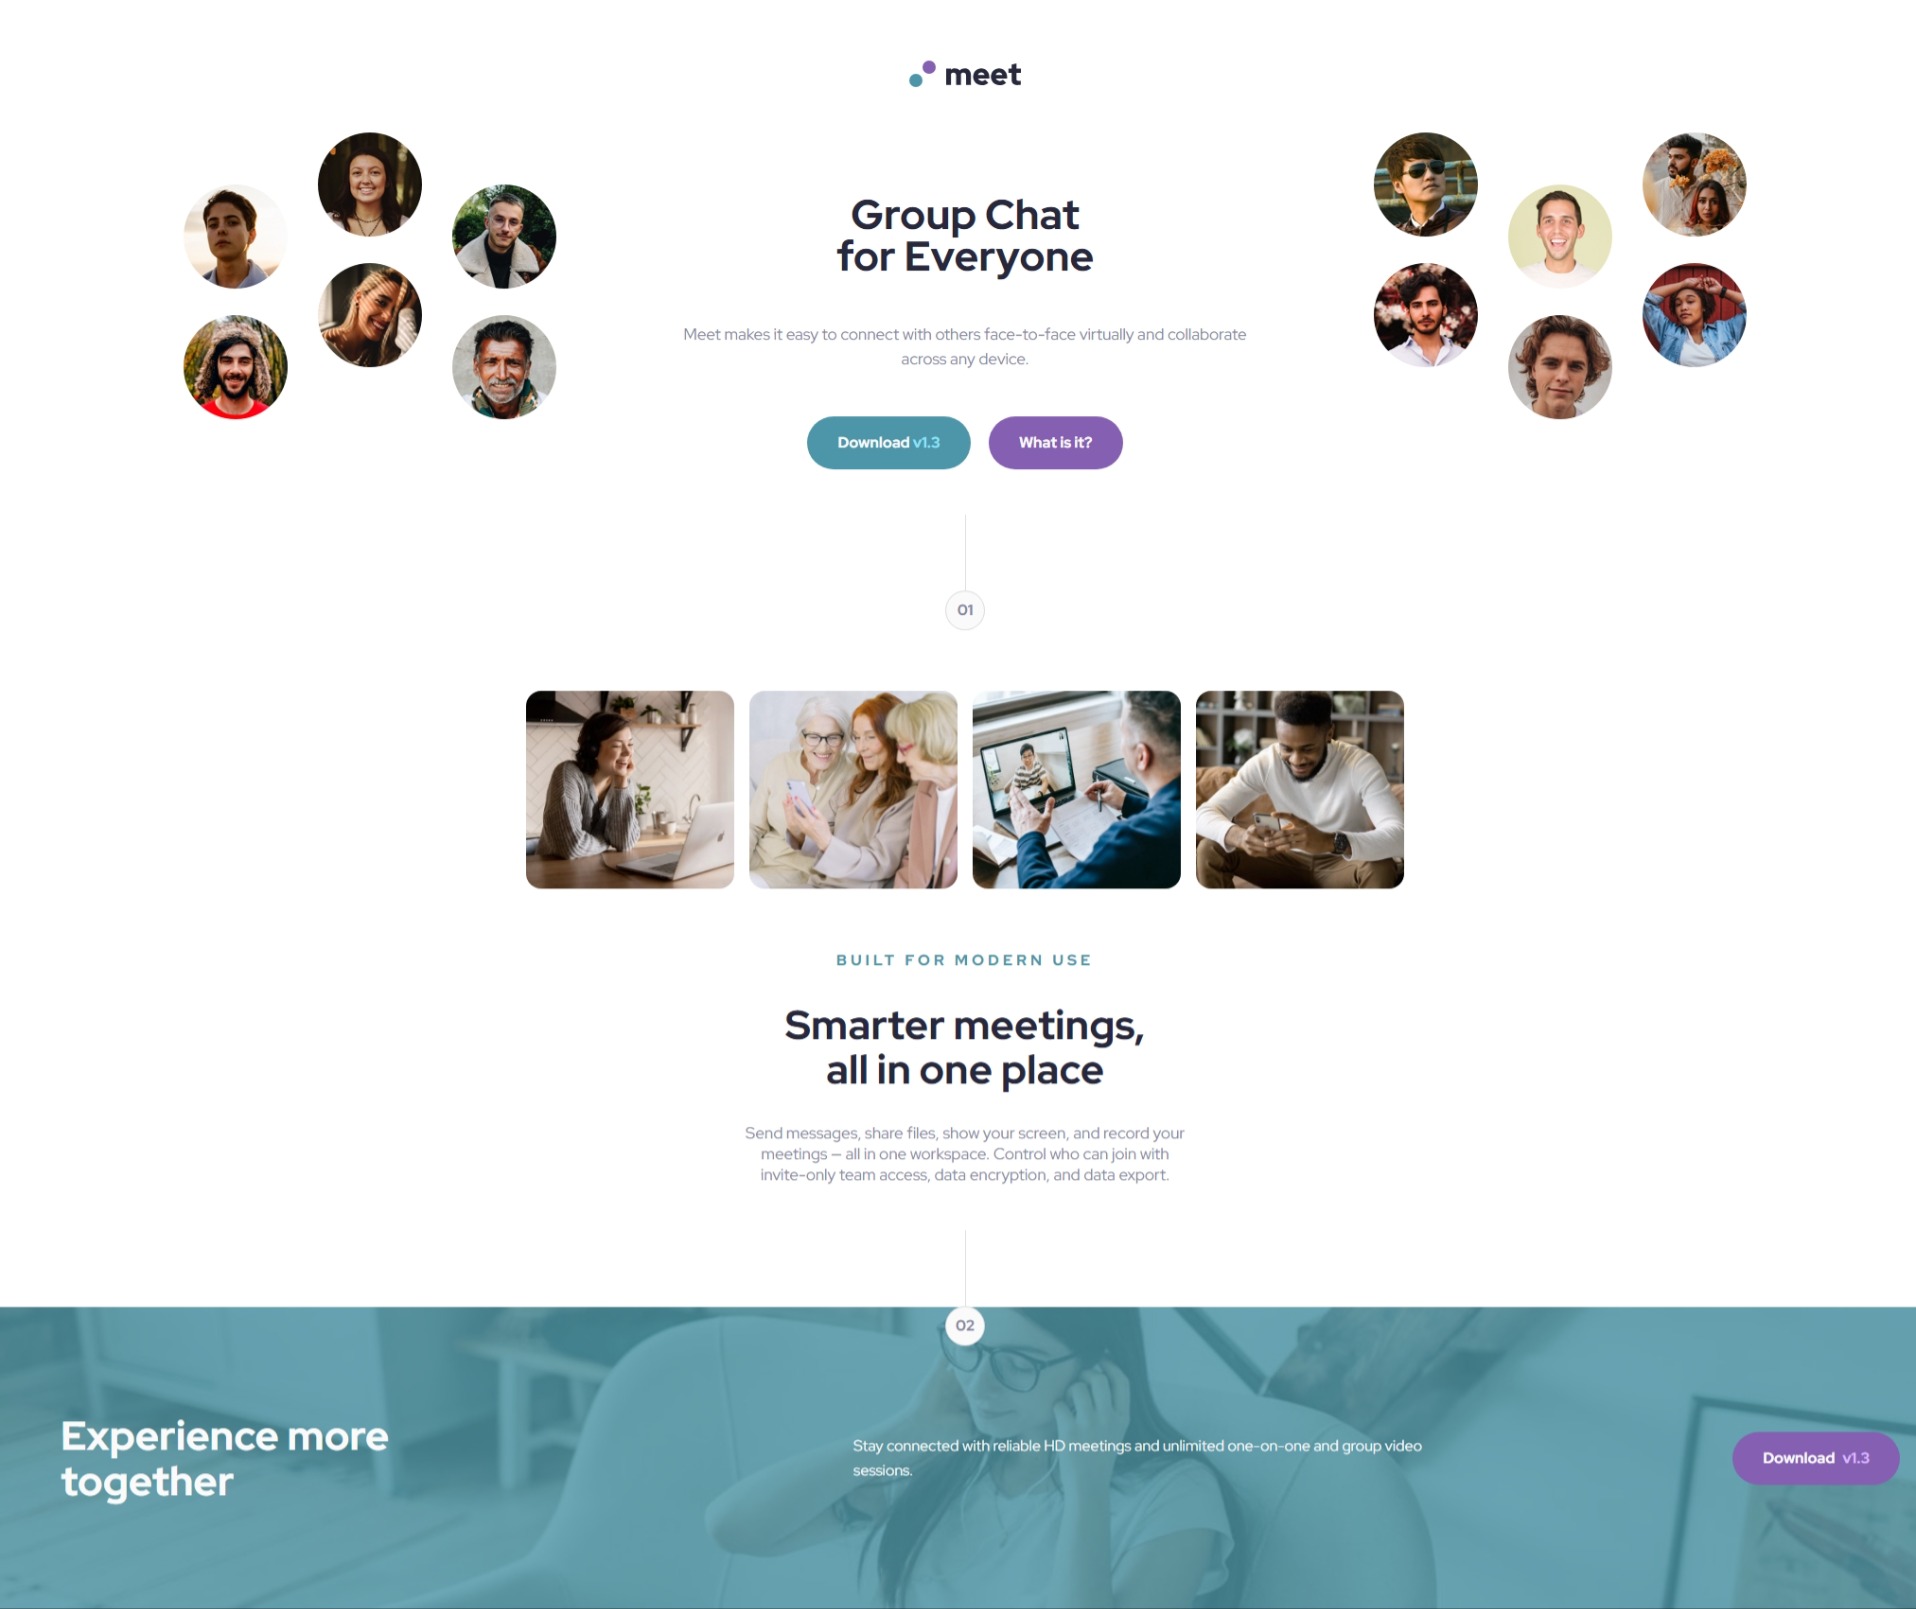 meet
Group Chat
for Everyone
Meet makes it easy to connect with others face-to-face virtually and collaborate
across any device.
Download v1.3
What is it?
01
BUILT FOR MODERN USE
Smarter meetings,
all in one place
Send messages, share files, show your screen, and record your
meetings – all in one workspace. Control who can join with
invite-only team access, data encryption, and data export.
02
Experience more
together
Stay connected with reliable HD meetings and unlimited one-on-one and group video
sessions.
Download v1.3